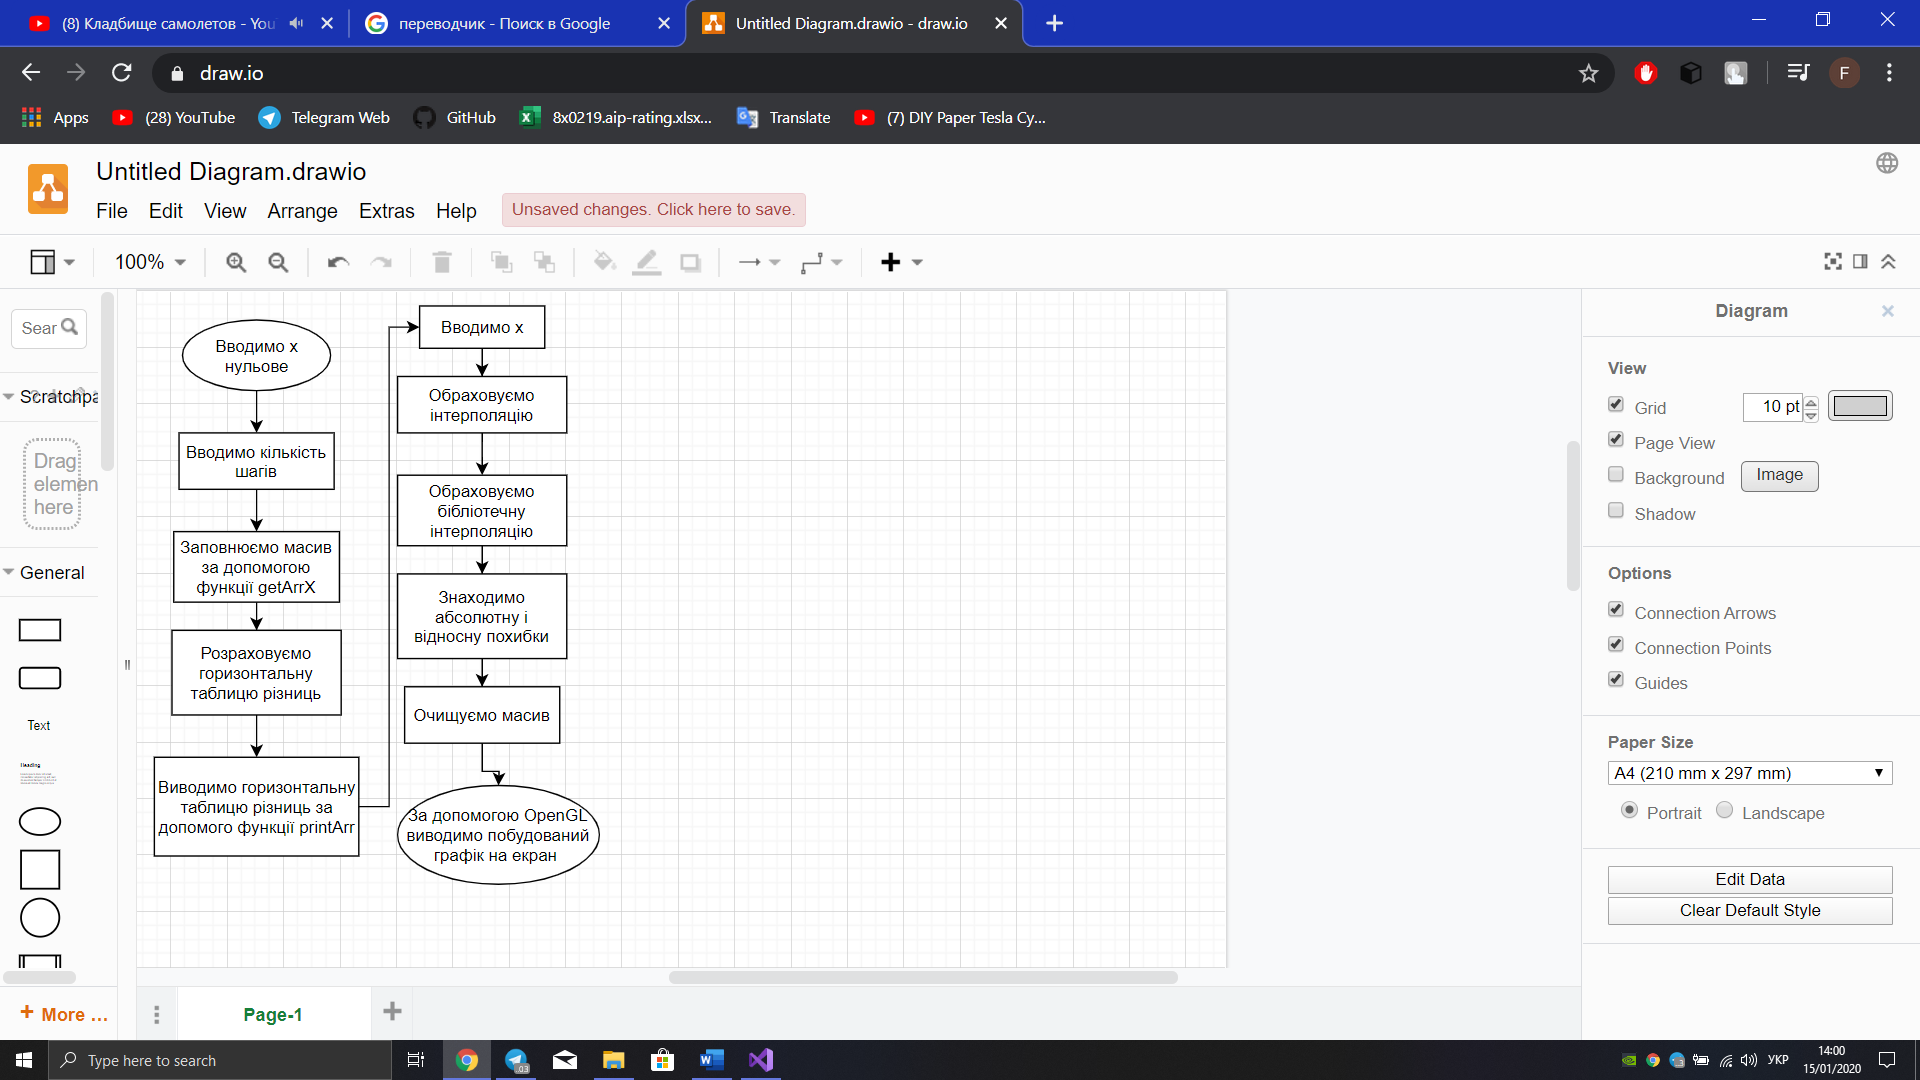 (8) Кладбище самолетов - You
переводчик - Поиск в Google
Untitled Diagram.drawio - draw.io
draw.io
F
Apps
(28) YouTube
Telegram Web
GitHub
8x0219.aip-rating.xlsx...
Translate
(7) DIY Paper Tesla Cy...
Untitled Diagram.drawio
File
Edit
View
Arrange
Extras
Help
Unsaved changes. Click here to save.
100%
Sear
Scratchpa
Drag
elemen
here
General
Text
Heading
More ...
Вводимо x
нульове
Вводимо кількість
шагів
Заповнюємо масив
за допомогою
функції getArrX
Розраховуємо
горизонтальну
таблицю різниць
Виводимо горизонтальну
таблицю різниць за
допомого функції printArr
Вводимо x
Обраховуємо
інтерполяцію
Обраховуємо
бібліотечну
інтерполяцію
Знаходимо
абсолютну і
відносну похибки
Очищуємо масив
За допомогою OpenGL
виводимо побудований
графік на екран
Diagram
View
Grid
10 pt
Page View
Background
Image
Shadow
Options
Connection Arrows
Connection Points
Guides
Paper Size
A4 (210 mm x 297 mm)
Portrait
Landscape
Edit Data
Clear Default Style
Page-1
Type here to search
.03
УКР
14:00
15/01/2020